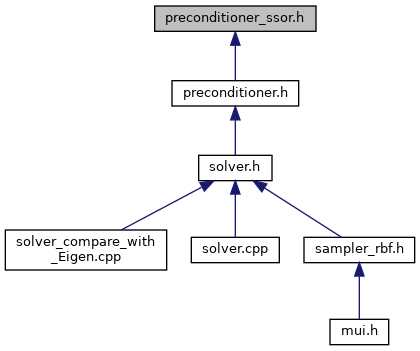 preconditioner_ssor.h
preconditioner.h
solver.h
solver_compare_with
_Eigen.cpp
solver.cpp
sampler_rbf.h
mui.h